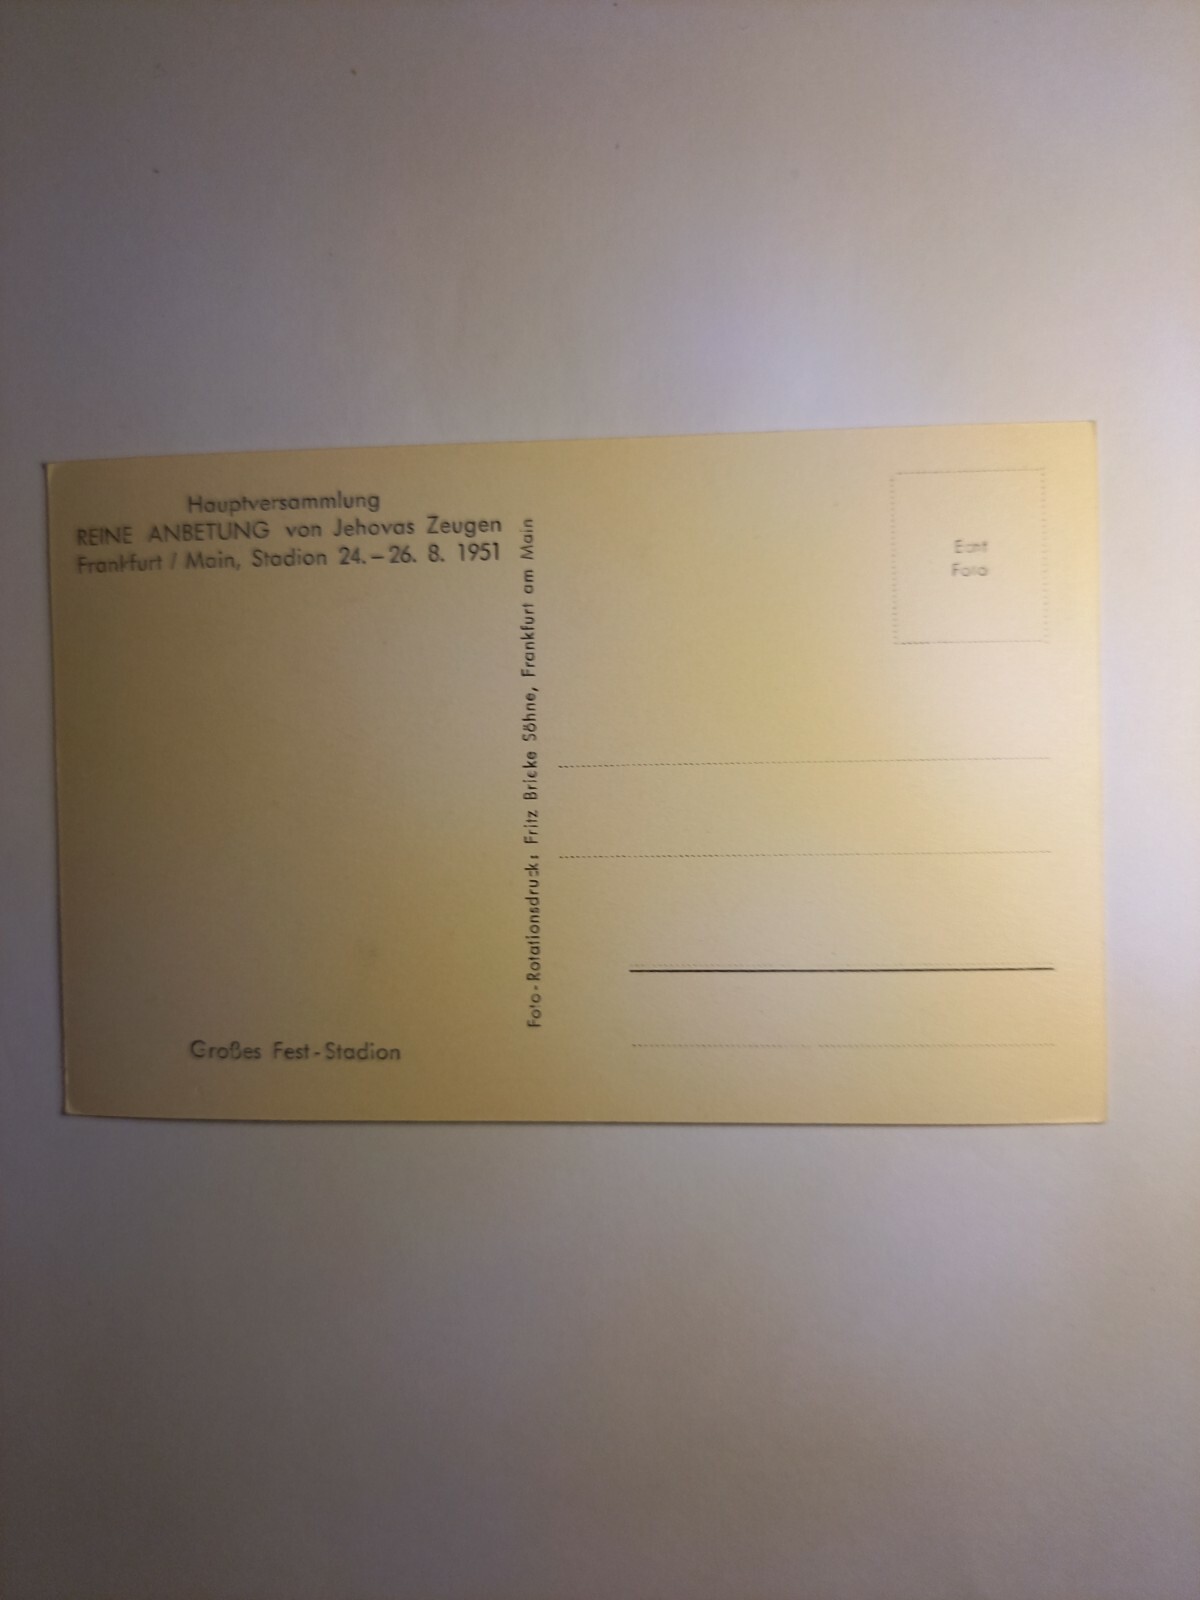 Hauptversammlung
REINE ANBETUNG von Jehovas Zeugen
Frankfurt / Main, Stadion 24.–26. 8. 1951
Großes Fest-Stadion
Foto-Rotationsdruck: Fritz Bricke Söhne, Frankfurt am Main
Echt
Foto